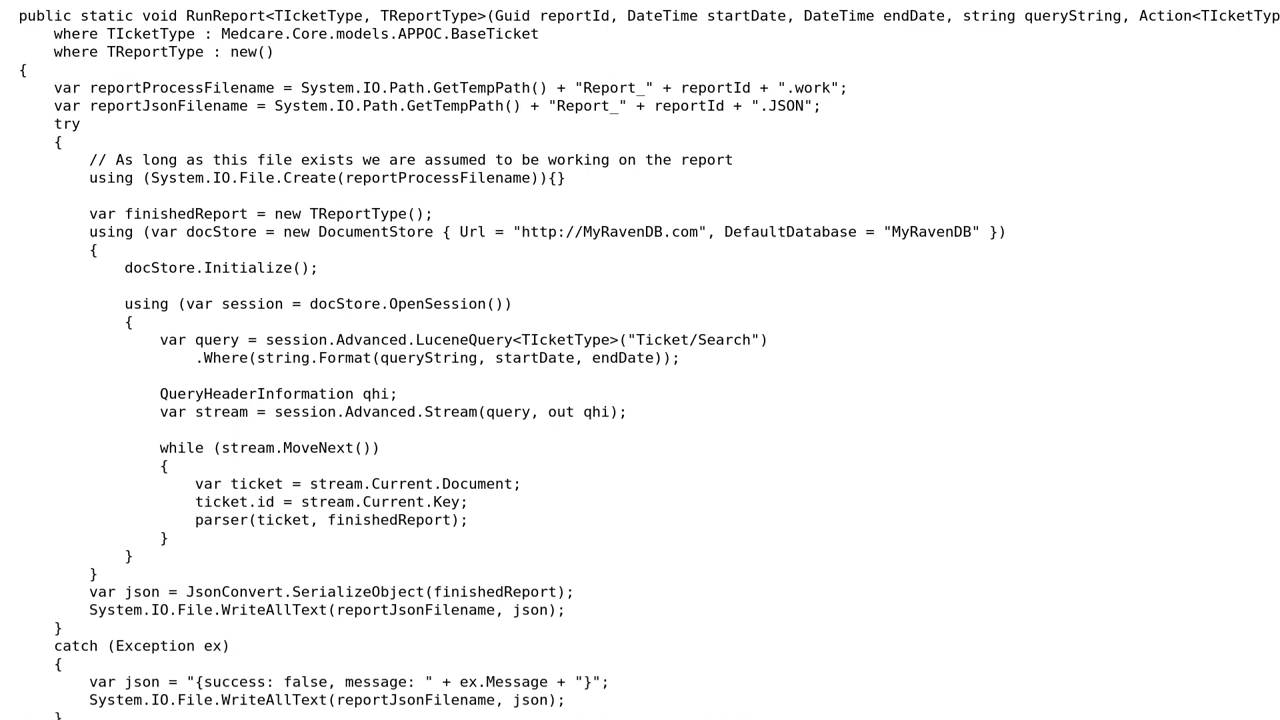 public static void RunReport<TIcketType, TReportType>(Guid reportId, DateTime startDate, DateTime endDate, string queryString, Action<TIcketTyp
where TIcketType : Medcare.Core.models.APPOC.BaseTicket
where TReportType : new()
{
var reportProcessFilename = System.IO.Path.GetTempPath() + "Report_" + reportId + ".work";
var reportJsonFilename = System.IO.Path.GetTempPath() + "Report_" + reportId + ".JSON";
try
{
// As long as this file exists we are assumed to be working on the report
using (System.IO.File.Create(reportProcessFilename)){}
var finishedReport = new TReportType();
using (var docStore = new DocumentStore { Url = "http://MyRavenDB.com", DefaultDatabase = "MyRavenDB" })
{
docStore.Initialize();
using (var session = docStore.OpenSession())
{
var query = session.Advanced.LuceneQuery<TIcketType>("Ticket/Search")
.Where(string.Format(queryString, startDate, endDate));
QueryHeaderInformation qhi;
var stream = session.Advanced.Stream(query, out qhi);
while (stream.MoveNext())
{
var ticket = stream.Current.Document;
ticket.id = stream.Current.Key;
parser(ticket, finishedReport);
}
}
}
var json = JsonConvert.SerializeObject(finishedReport);
System.IO.File.WriteAllText(reportJsonFilename, json);
}
catch (Exception ex)
{
var json = "{success: false, message: " + ex.Message + "}";
System.IO.File.WriteAllText(reportJsonFilename, json);
}